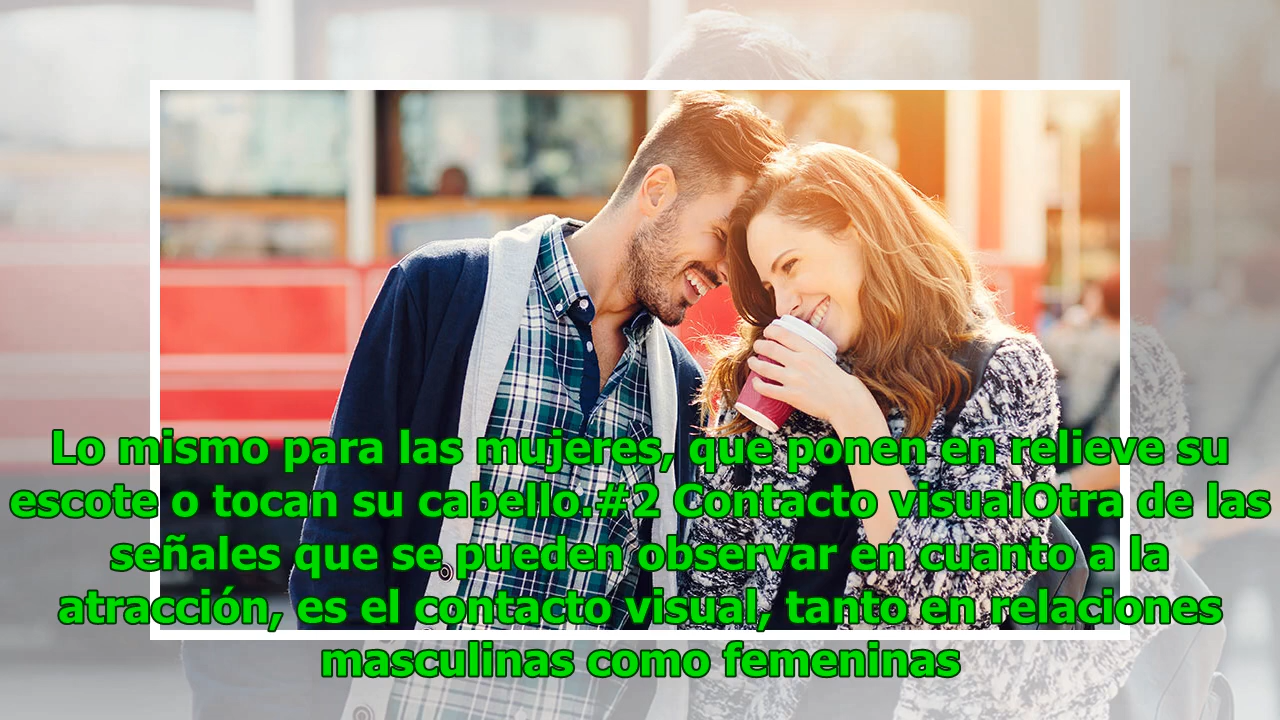 Lo mismo para las mujeres, que ponen en relieve su
escote o tocan su cabello.#2 Contacto visualOtra de las
señales que se pueden observar en cuanto a la
atracción, es el contacto visual, tanto en relaciones
masculinas como femeninas